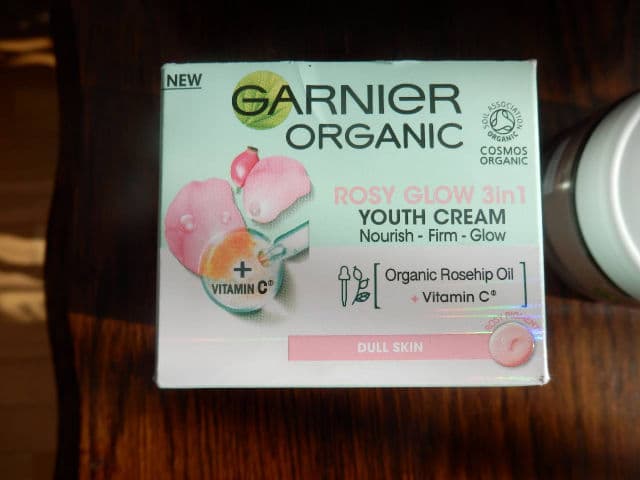 NEW
GARNIER
ORGANIC
SOIL ASSOCIATION
ORGANIC
COSMOS
ORGANIC
ROSY GLOW 3in1
YOUTH CREAM
Nourish - Firm - Glow
+
VITAMIN C®
Organic Rosehip Oil
+ Vitamin C®
DULL SKIN